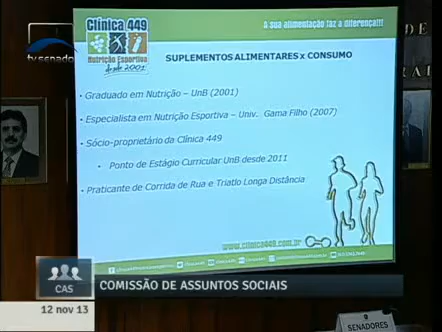 Clínica 449
Nutrição Esportiva
desde 2001
A sua alimentação faz a diferença!!!
tv senado
SUPLEMENTOS ALIMENTARES x CONSUMO
• Graduado em Nutrição – UnB (2001)
• Especialista em Nutrição Esportiva – Univ. Gama Filho (2007)
• Sócio-proprietário da Clínica 449
• Ponto de Estágio Curricular UnB desde 2011
• Praticante de Corrida de Rua e Triatlo Longa Distância
www.clinica449.com.br
CAS
COMISSÃO DE ASSUNTOS SOCIAIS
12 nov 13
SENADORES